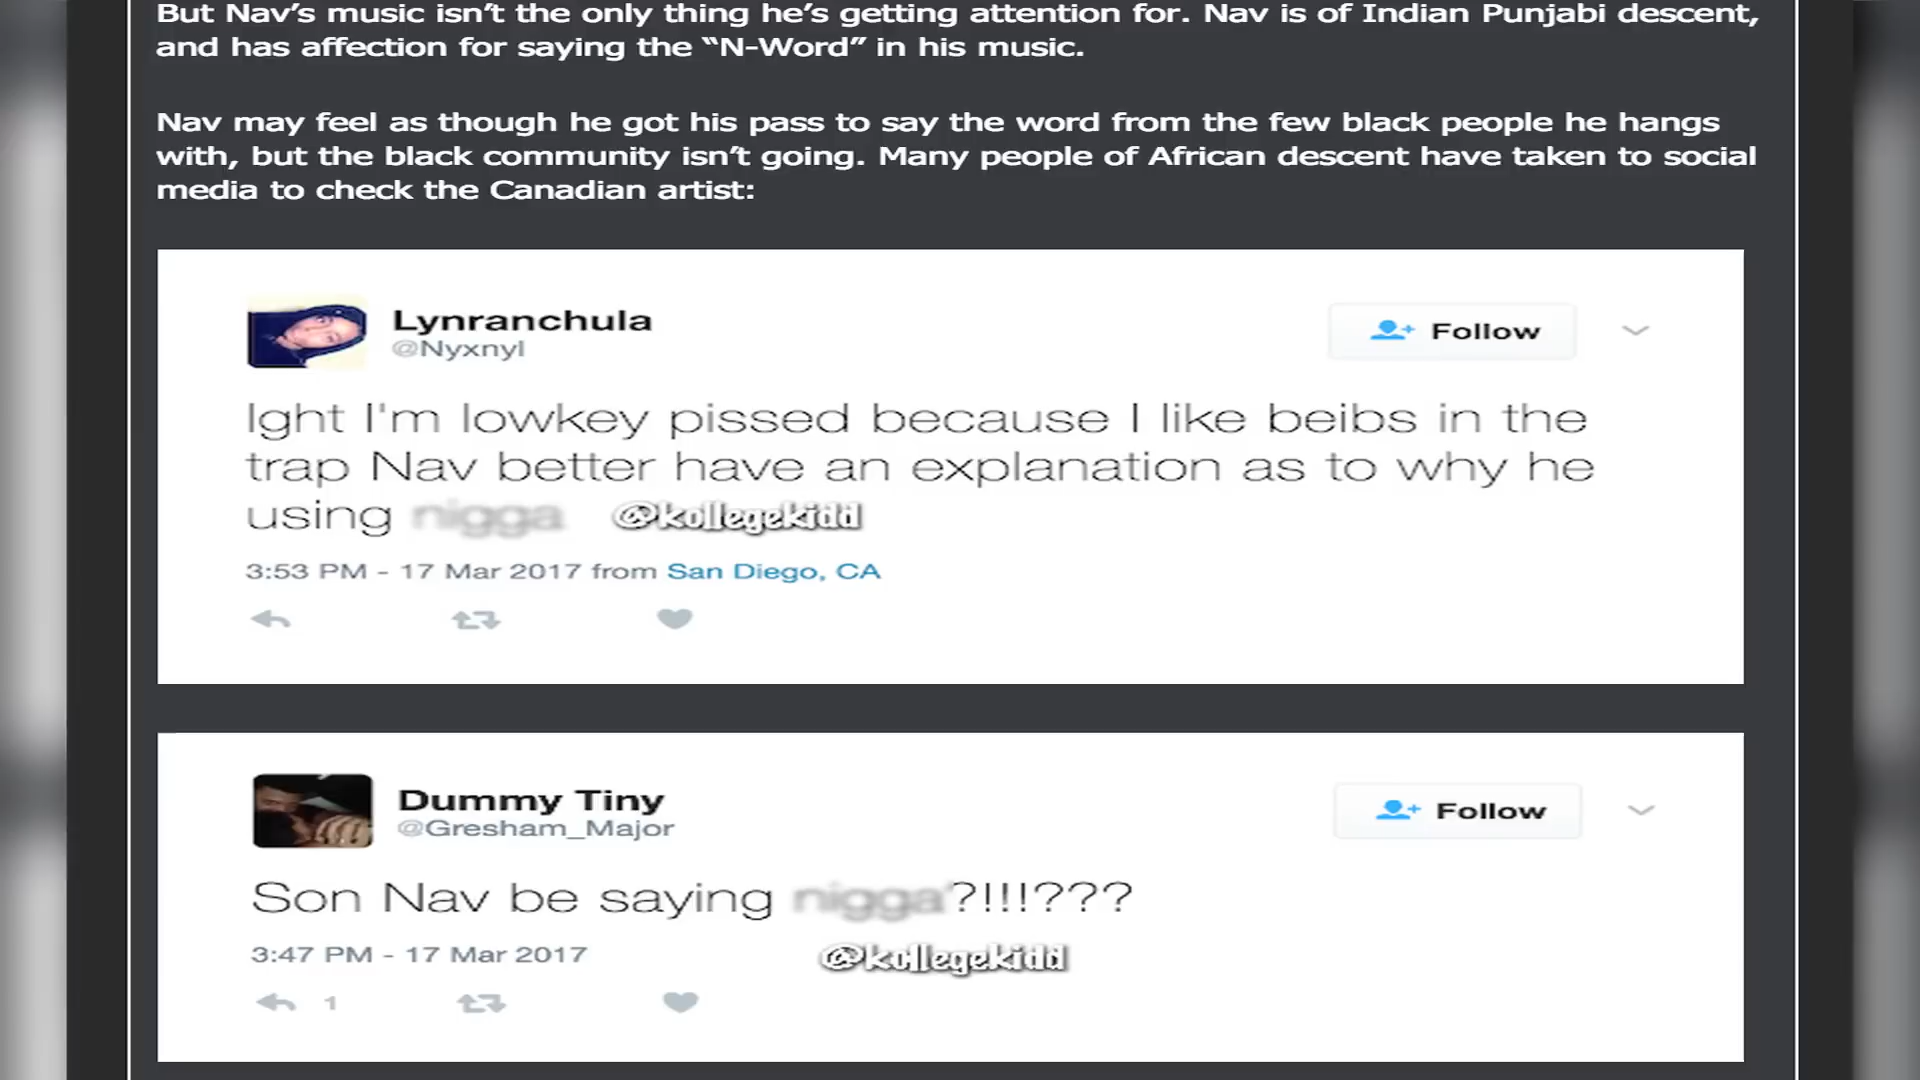 But Nav’s music isn’t the only thing he’s getting attention for. Nav is of Indian Punjabi descent,
and has affection for saying the “N-Word” in his music.
Nav may feel as though he got his pass to say the word from the few black people he hangs
with, but the black community isn’t going. Many people of African descent have taken to social
media to check the Canadian artist:
Lynranchula
@Nyxnyl
Follow
Ight I'm lowkey pissed because I like beibs in the
trap Nav better have an explanation as to why he
using nigga @kollegekidd
3:53 PM - 17 Mar 2017 from San Diego, CA
Dummy Tiny
@Gresham_Major
Follow
Son Nav be saying nigga'?!!!???
3:47 PM - 17 Mar 2017 @kollegekidd
1